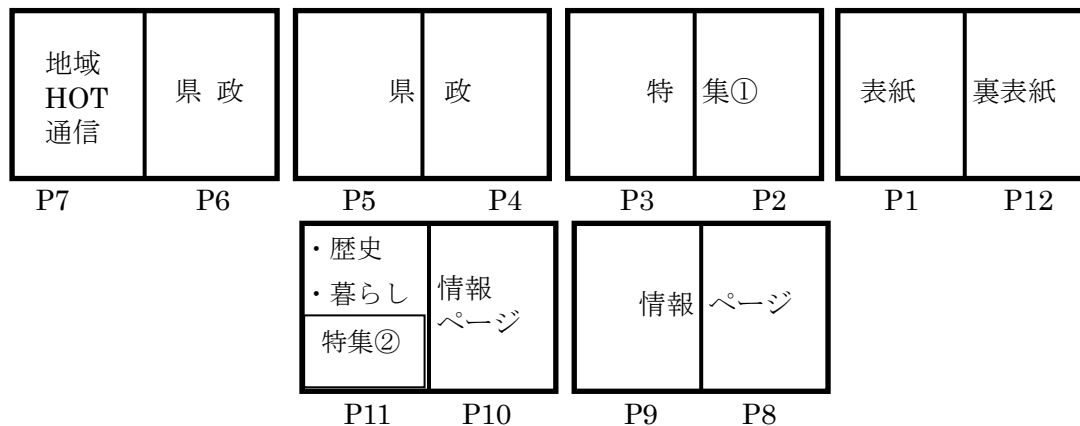 地域
HOT
通信
県 政
県 政
特 集①
表紙
裏表紙
P7 P6 P5 P4 P3 P2 P1 P12
・歴史
・暮らし
特集②
情報
ページ
情報 ページ
P11 P10 P9 P8